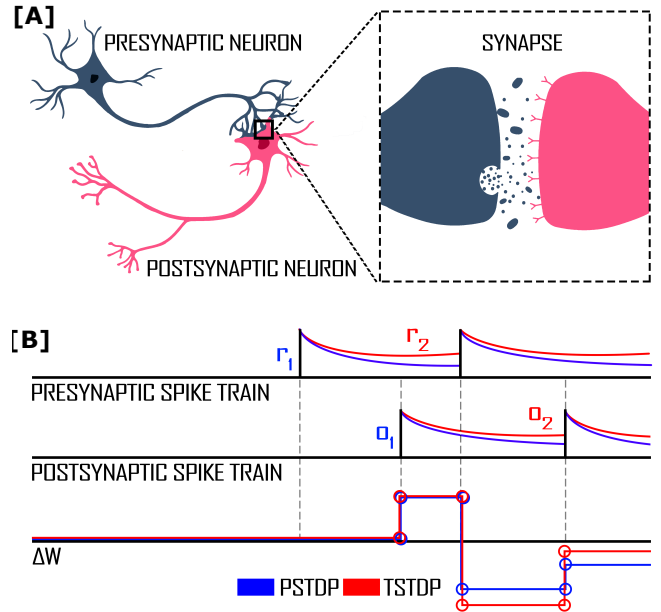 [A]
PRESYNAPTIC NEURON
SYNAPSE
POSTSYNAPTIC NEURON
[B]
r1
r2
PRESYNAPTIC SPIKE TRAIN
o1
o2
POSTSYNAPTIC SPIKE TRAIN
ΔW
PSTDP
TSTDP